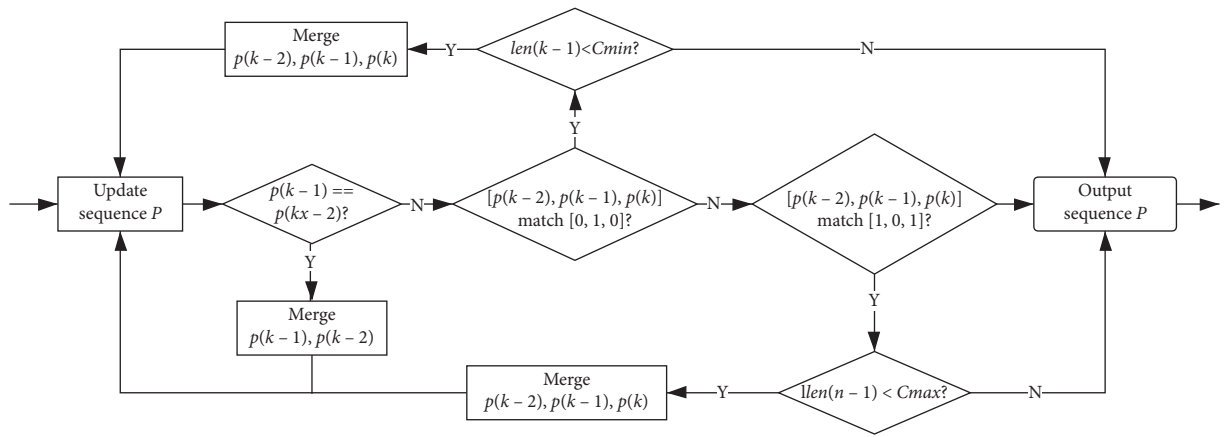 Merge
p(k – 2), p(k – 1), p(k)
Y
len(k – 1)<Cmin?
N
Y
Update
sequence P
p(k – 1) ==
p(kx – 2)?
N
[p(k – 2), p(k – 1), p(k)]
match [0, 1, 0]?
N
[p(k – 2), p(k – 1), p(k)]
match [1, 0, 1]?
Output
sequence P
Y
Merge
p(k – 1), p(k – 2)
Y
Merge
p(k – 2), p(k – 1), p(k)
Y
llen(n – 1) < Cmax?
N